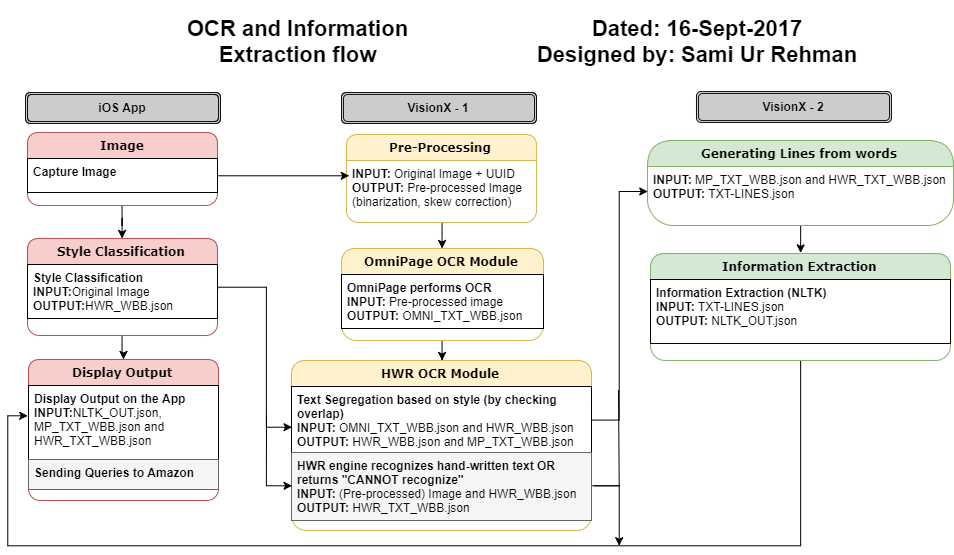 OCR and Information
Extraction flow
Dated: 16-Sept-2017
Designed by: Sami Ur Rehman
iOS App
Image
Capture Image
Style Classification
Style Classification
INPUT:Original Image
OUTPUT:HWR_WBB.json
Display Output
Display Output on the App
INPUT:NLTK_OUT.json,
MP_TXT_WBB.json and
HWR_TXT_WBB.json
Sending Queries to Amazon
VisionX - 1
Pre-Processing
INPUT: Original Image + UUID
OUTPUT: Pre-processed Image
(binarization, skew correction)
OmniPage OCR Module
OmniPage performs OCR
INPUT: Pre-processed image
OUTPUT: OMNI_TXT_WBB.json
HWR OCR Module
Text Segregation based on style (by checking
overlap)
INPUT: OMNI_TXT_WBB.json and HWR_WBB.json
OUTPUT: HWR_WBB.json and MP_TXT_WBB.json
HWR engine recognizes hand-written text OR
returns "CANNOT recognize"
INPUT: (Pre-processed) Image and HWR_WBB.json
OUTPUT: HWR_TXT_WBB.json
VisionX - 2
Generating Lines from words
INPUT: MP_TXT_WBB.json and HWR_TXT_WBB.json
OUTPUT: TXT-LINES.json
Information Extraction
Information Extraction (NLTK)
INPUT: TXT-LINES.json
OUTPUT: NLTK_OUT.json